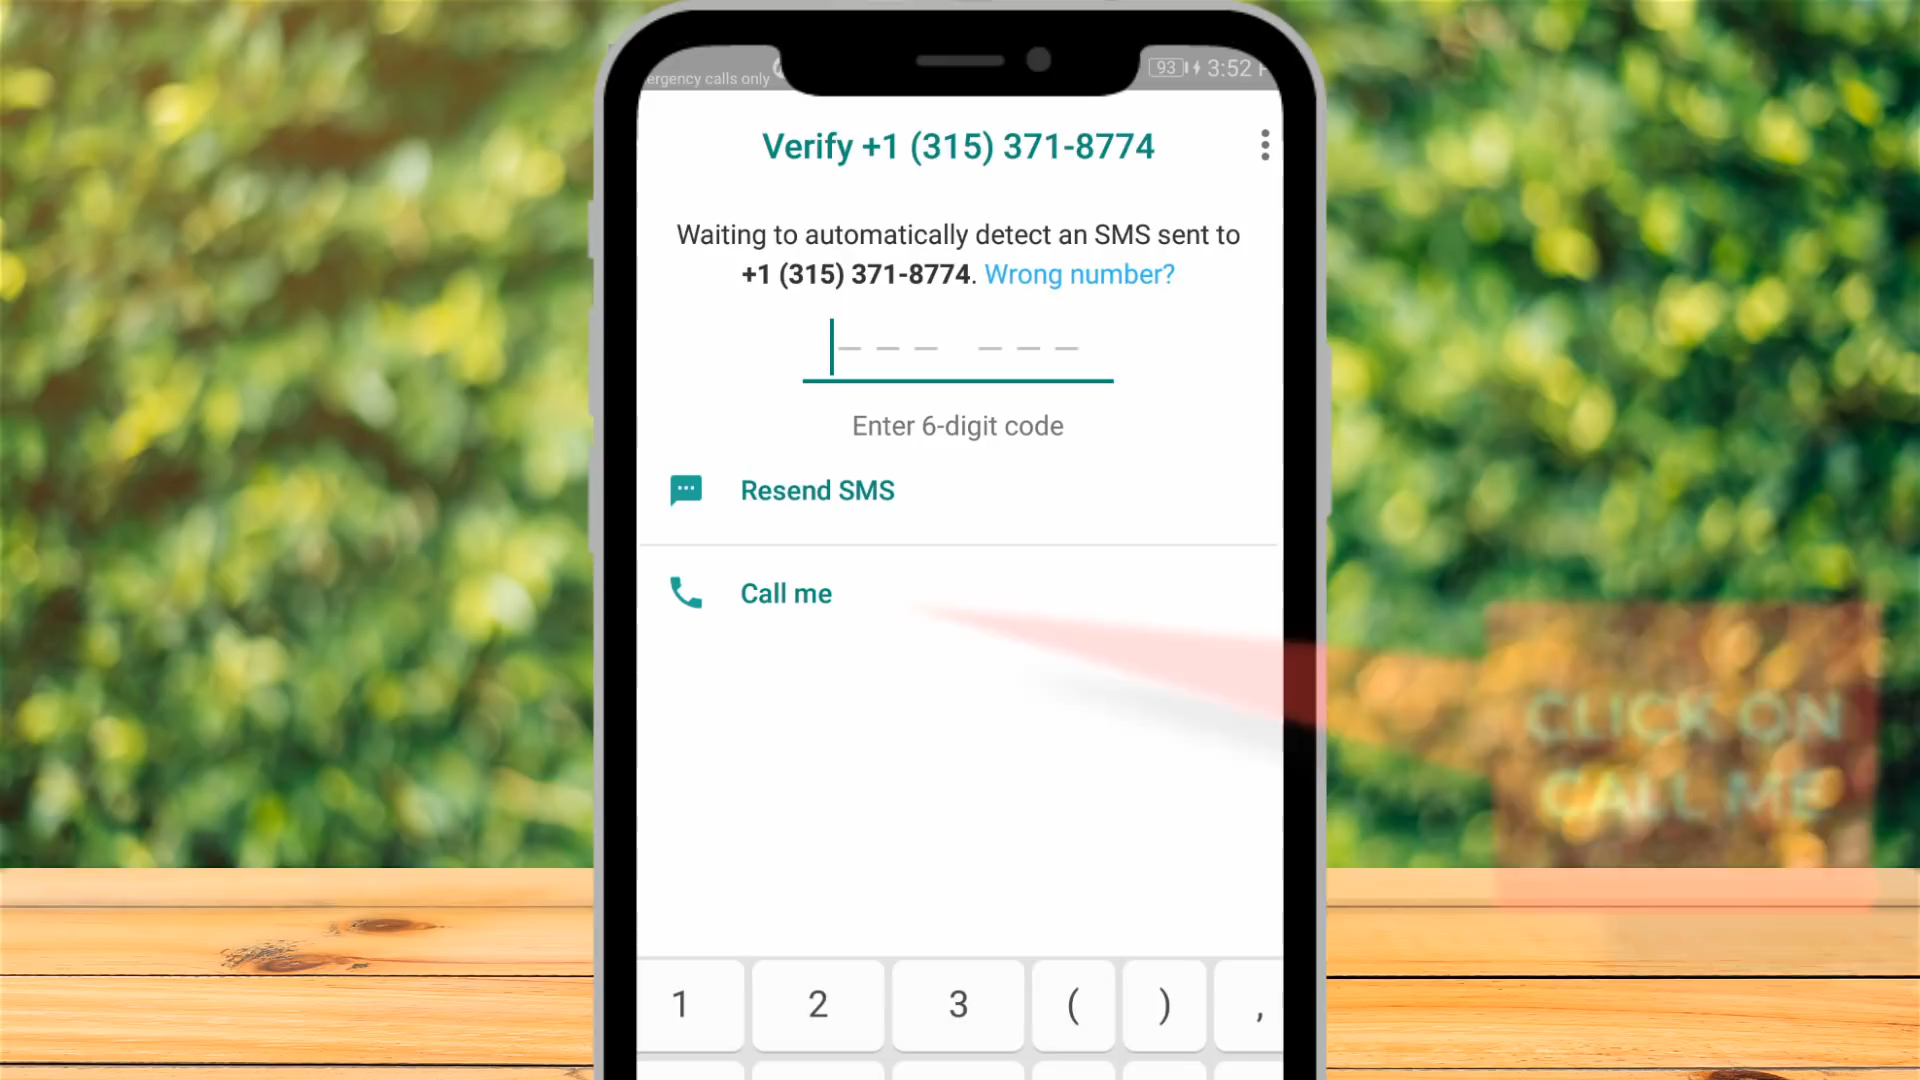 ergency calls only
93
3:52
Verify +1 (315) 371-8774
Waiting to automatically detect an SMS sent to
+1 (315) 371-8774. Wrong number?
Enter 6-digit code
Resend SMS
Call me
CLICK ON
CALL ME
1 2 3 ( ) ,